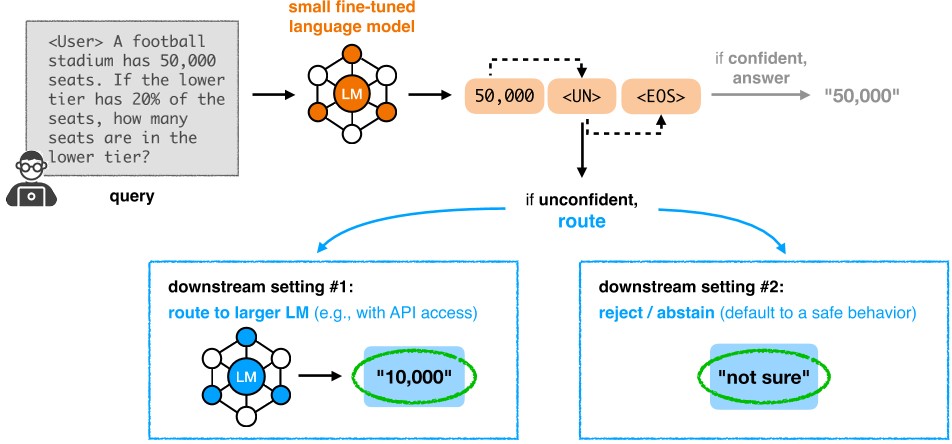 small fine-tuned
language model
<User> A football
stadium has 50,000
seats. If the lower
tier has 20% of the
seats, how many
seats are in the
lower tier?
query
LM
50,000 <UN> <EOS>
if confident,
answer
"50,000"
if unconfident,
route
downstream setting #1:
route to larger LM (e.g., with API access)
LM
"10,000"
downstream setting #2:
reject / abstain (default to a safe behavior)
"not sure"